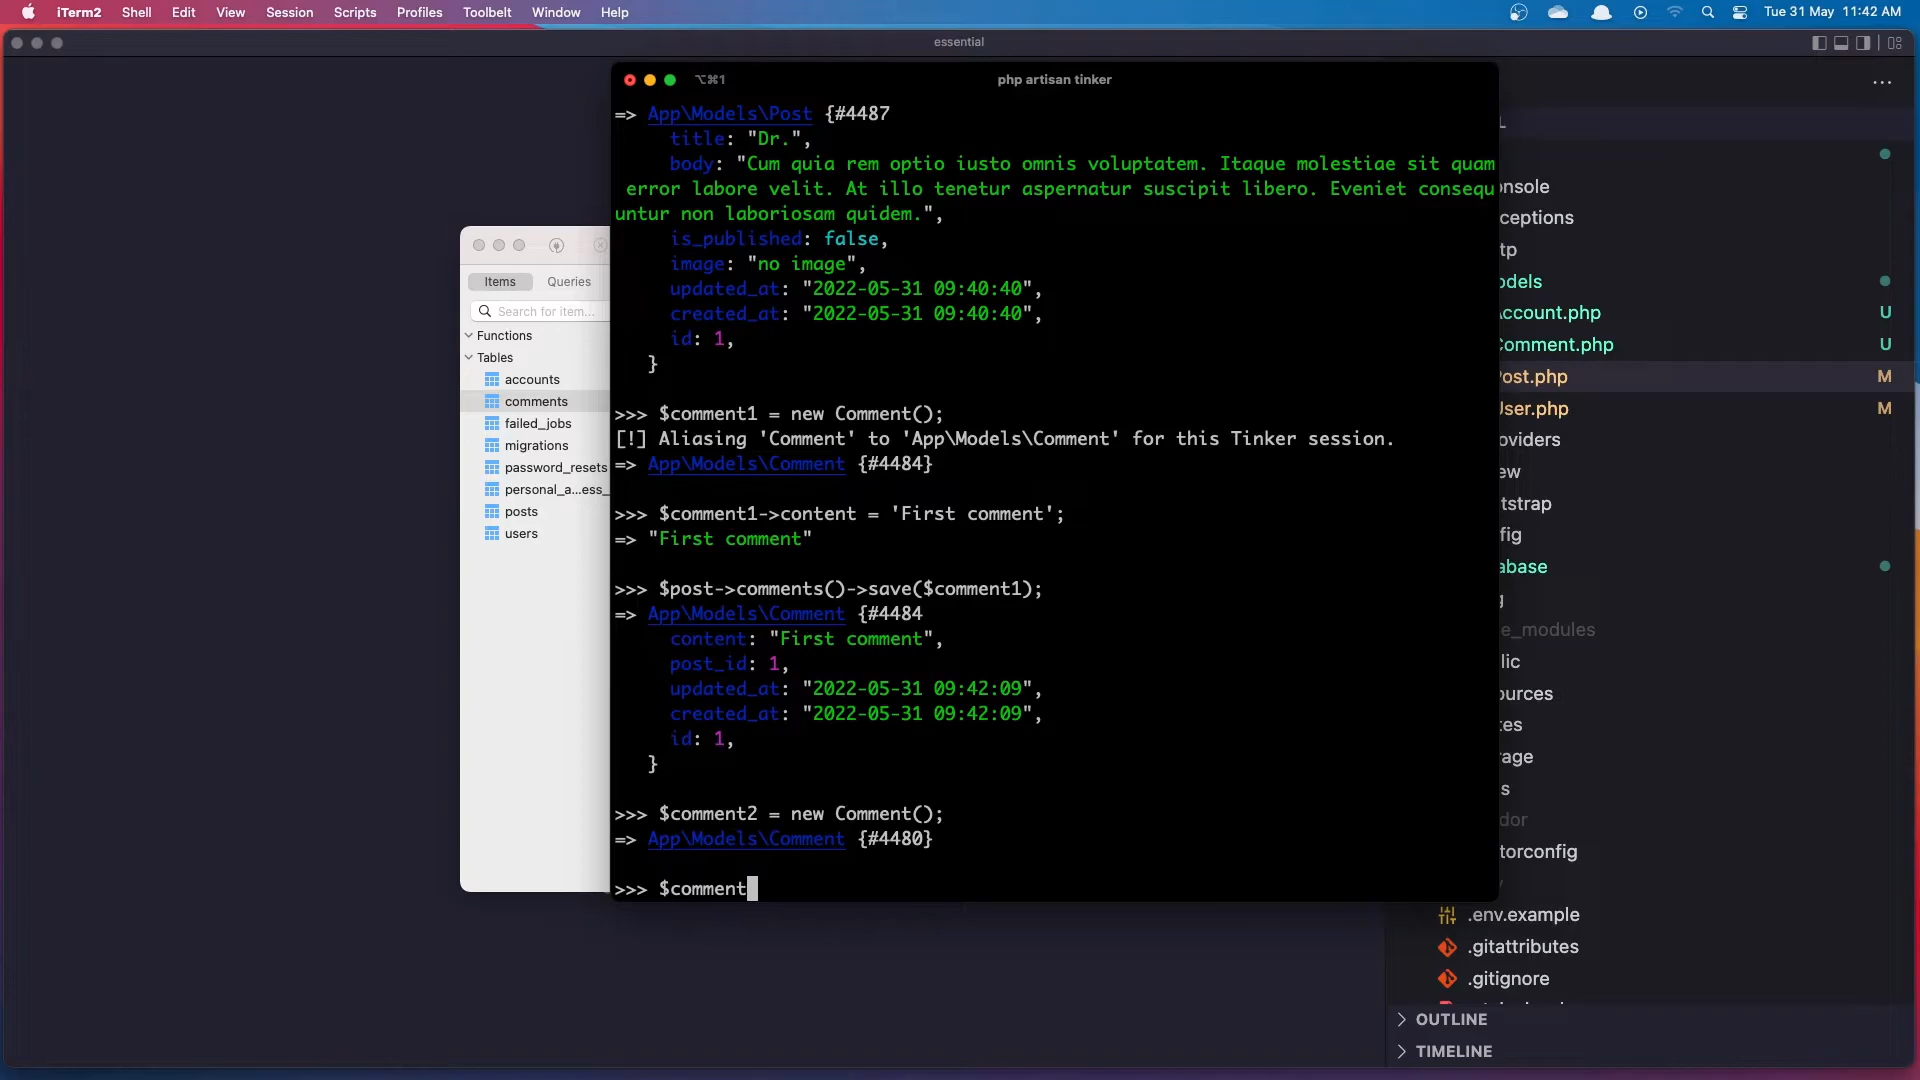 iTerm2 Shell Edit View Session Scripts Profiles Toolbelt Window Help Tue 31 May 11:42 AM
essential
⌥⌘1 php artisan tinker
=> App\Models\Post {#4487
title: "Dr.",
body: "Cum quia rem optio iusto omnis voluptatem. Itaque molestiae sit quam
error labore velit. At illo tenetur aspernatur suscipit libero. Eveniet consequ
untur non laboriosam quidem.",
is_published: false,
image: "no image",
updated_at: "2022-05-31 09:40:40",
created_at: "2022-05-31 09:40:40",
id: 1,
}
>>> $comment1 = new Comment();
[!] Aliasing 'Comment' to 'App\Models\Comment' for this Tinker session.
=> App\Models\Comment {#4484}
>>> $comment1->content = 'First comment';
=> "First comment"
>>> $post->comments()->save($comment1);
=> App\Models\Comment {#4484
content: "First comment",
post_id: 1,
updated_at: "2022-05-31 09:42:09",
created_at: "2022-05-31 09:42:09",
id: 1,
}
>>> $comment2 = new Comment();
=> App\Models\Comment {#4480}
>>> $comment
Items Queries
Search for item...
Functions
Tables
accounts
comments
failed_jobs
migrations
password_resets
personal_a...ess_
posts
users
onsole
ceptions
tp
odels
ccount.php U
omment.php U
ost.php M
ser.php M
oviders
ew
tstrap
fig
abase
e_modules
lic
ources
tes
rage
s
dor
torconfig
.env.example
.gitattributes
.gitignore
OUTLINE
TIMELINE